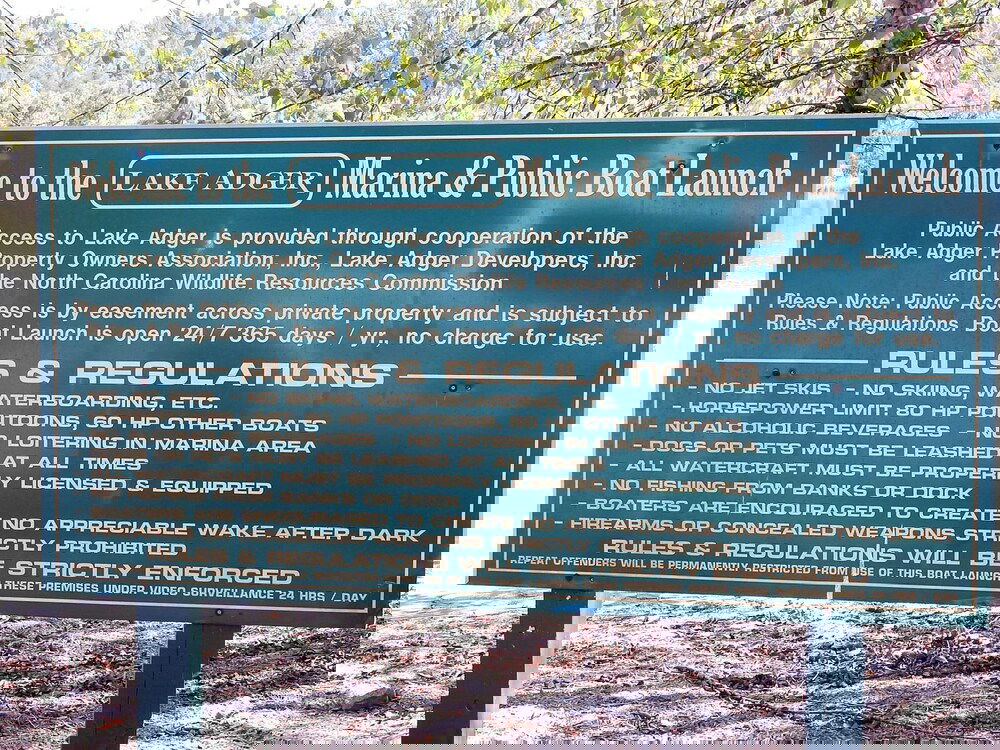 Welcome to the LAKE ADGER Marina & Public Boat Launch
Public Access to Lake Adger is provided through cooperation of the
Lake Adger Property Owners Association, Inc., Lake Adger Developers, Inc.
and the North Carolina Wildlife Resources Commission.
Please Note: Public Access is by easement across private property and is subject to
Rules & Regulations. Boat Launch is open 24/7 365 days / yr., no charge for use.
RULES & REGULATIONS
- NO JET SKIS - NO SKIING, WATERBOARDING, ETC.
- HORSEPOWER LIMIT 80 HP PONTOONS, 50 HP OTHER BOATS
- NO ALCOHOLIC BEVERAGES - NO LOITERING IN MARINA AREA
- DOGS OR PETS MUST BE LEASHED AT ALL TIMES
- ALL WATERCRAFT MUST BE PROPERLY LICENSED & EQUIPPED
- NO FISHING FROM BANKS OR DOCK
- BOATERS ARE ENCOURAGED TO CREATE NO APPRECIABLE WAKE AFTER DARK
- FIREARMS OR CONCEALED WEAPONS STRICTLY PROHIBITED
RULES & REGULATIONS WILL BE STRICTLY ENFORCED
REPEAT OFFENDERS WILL BE PERMANENTLY RESTRICTED FROM USE OF THIS BOAT LAUNCH
THESE PREMISES UNDER VIDEO SURVEILLANCE 24 HRS / DAY